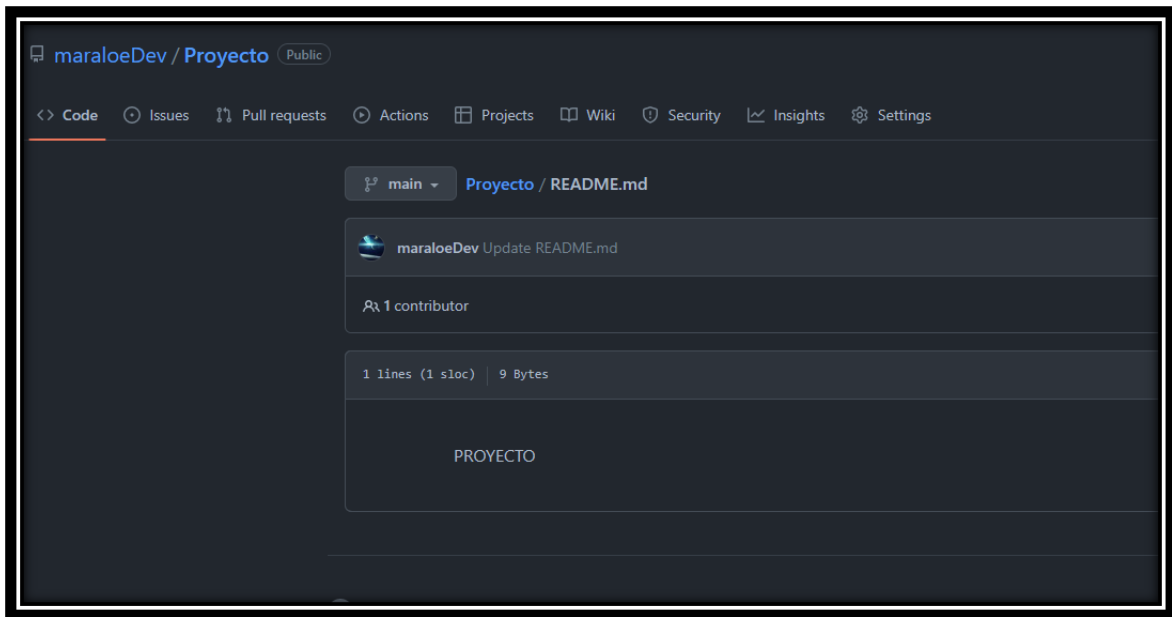 maraloeDev / Proyecto Public
<> Code Issues Pull requests Actions Projects Wiki Security Insights Settings
main Proyecto / README.md
maraloeDev Update README.md
1 contributor
1 lines (1 sloc) 9 Bytes
PROYECTO